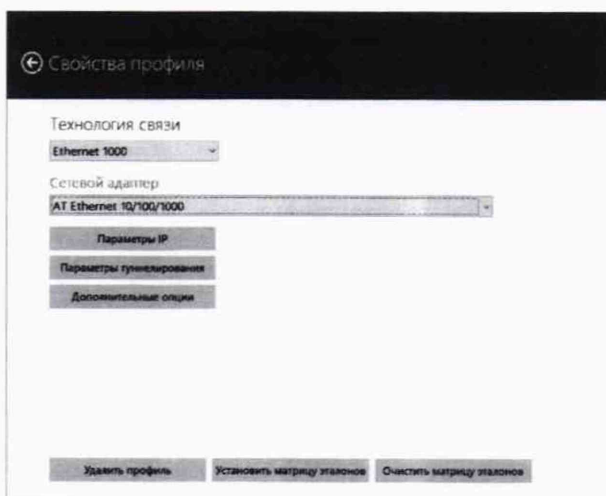 Свойства профиля
Технология связи
Ethernet 1000
Сетевой адаптер
AT Ethernet 10/100/1000
Параметры IP
Параметры туннелирования
Дополнительные опции
Удалить профиль Установить матрицу эталонов Очистить матрицу эталонов